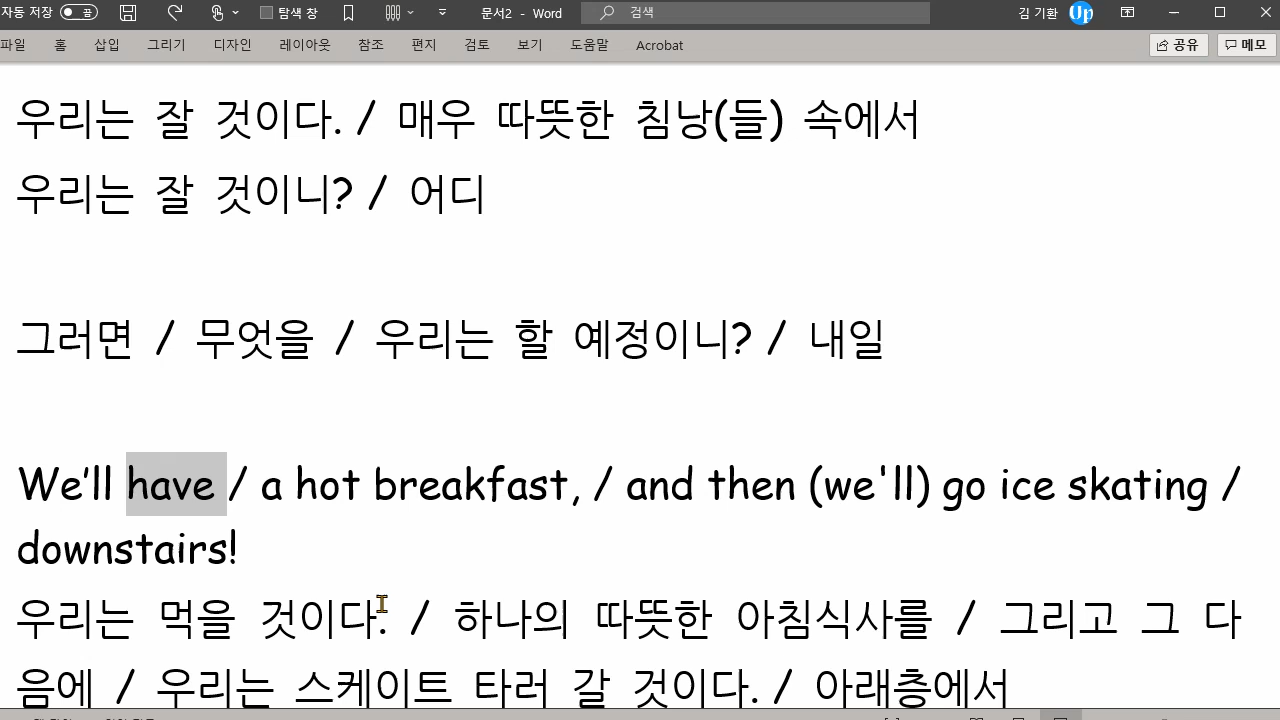 자동 저장 끔 탐색 창 문서2 - Word 검색 김 기환 Up
파일 홈 삽입 그리기 디자인 레이아웃 참조 편지 검토 보기 도움말 Acrobat 공유 메모
우리는 잘 것이다. / 매우 따뜻한 침낭(들) 속에서
우리는 잘 것이니? / 어디
그러면 / 무엇을 / 우리는 할 예정이니? / 내일
We'll have / a hot breakfast, / and then (we'll) go ice skating /
downstairs!
우리는 먹을 것이다. / 하나의 따뜻한 아침식사를 / 그리고 그 다
음에 / 우리는 스케이트 타러 갈 것이다. / 아래층에서